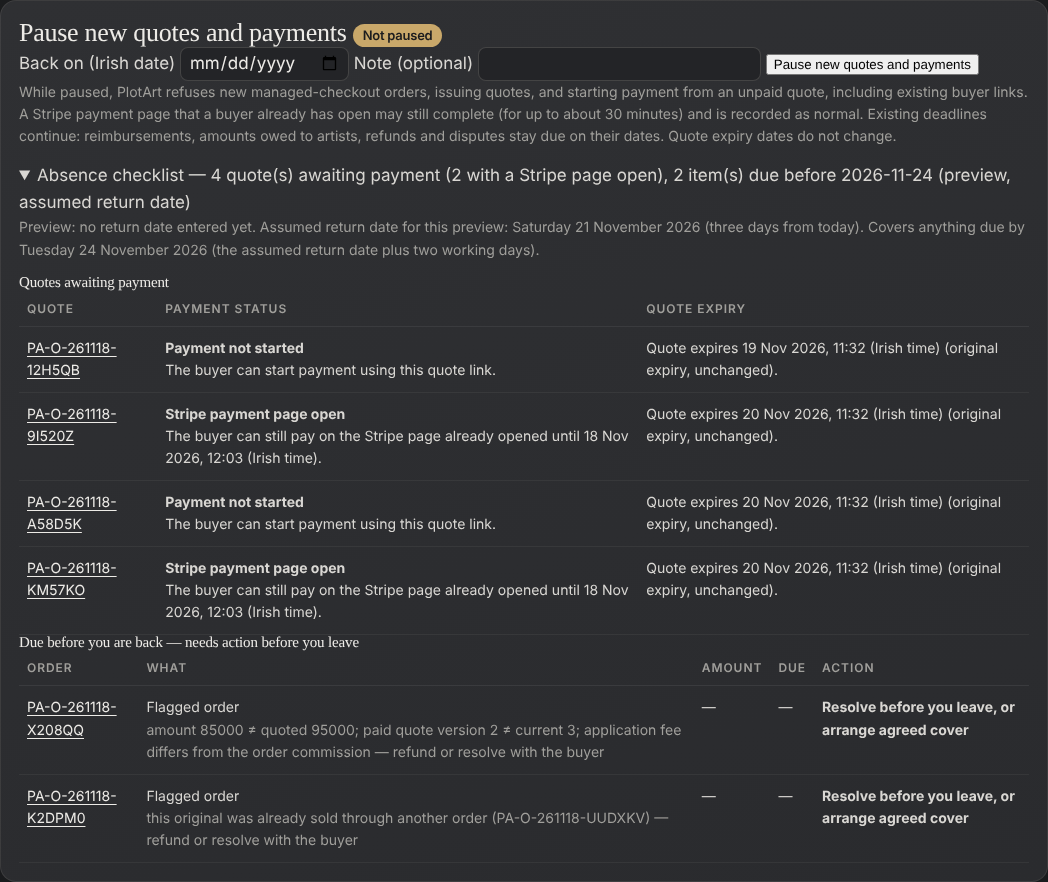 Pause new quotes and payments Not paused
Back on (Irish date) mm/dd/yyyy Note (optional) Pause new quotes and payments
While paused, PlotArt refuses new managed-checkout orders, issuing quotes, and starting payment from an unpaid quote, including existing buyer links.
A Stripe payment page that a buyer already has open may still complete (for up to about 30 minutes) and is recorded as normal. Existing deadlines
continue: reimbursements, amounts owed to artists, refunds and disputes stay due on their dates. Quote expiry dates do not change.
▼ Absence checklist — 4 quote(s) awaiting payment (2 with a Stripe page open), 2 item(s) due before 2026-11-24 (preview,
assumed return date)
Preview: no return date entered yet. Assumed return date for this preview: Saturday 21 November 2026 (three days from today). Covers anything due by
Tuesday 24 November 2026 (the assumed return date plus two working days).
Quotes awaiting payment
QUOTE PAYMENT STATUS QUOTE EXPIRY
PA-O-261118- Payment not started Quote expires 19 Nov 2026, 11:32 (Irish time) (original
12H5QB The buyer can start payment using this quote link. expiry, unchanged).
PA-O-261118- Stripe payment page open Quote expires 20 Nov 2026, 11:32 (Irish time) (original
9I520Z The buyer can still pay on the Stripe page already opened until 18 Nov expiry, unchanged).
2026, 12:03 (Irish time).
PA-O-261118- Payment not started Quote expires 20 Nov 2026, 11:32 (Irish time) (original
A58D5K The buyer can start payment using this quote link. expiry, unchanged).
PA-O-261118- Stripe payment page open Quote expires 20 Nov 2026, 11:32 (Irish time) (original
KM57KO The buyer can still pay on the Stripe page already opened until 18 Nov expiry, unchanged).
2026, 12:03 (Irish time).
Due before you are back — needs action before you leave
ORDER WHAT AMOUNT DUE ACTION
PA-O-261118- Flagged order — — Resolve before you leave, or
X208QQ amount 85000 ≠ quoted 95000; paid quote version 2 ≠ current 3; application fee arrange agreed cover
differs from the order commission — refund or resolve with the buyer
PA-O-261118- Flagged order — — Resolve before you leave, or
K2DPM0 this original was already sold through another order (PA-O-261118-UUDXKV) — arrange agreed cover
refund or resolve with the buyer